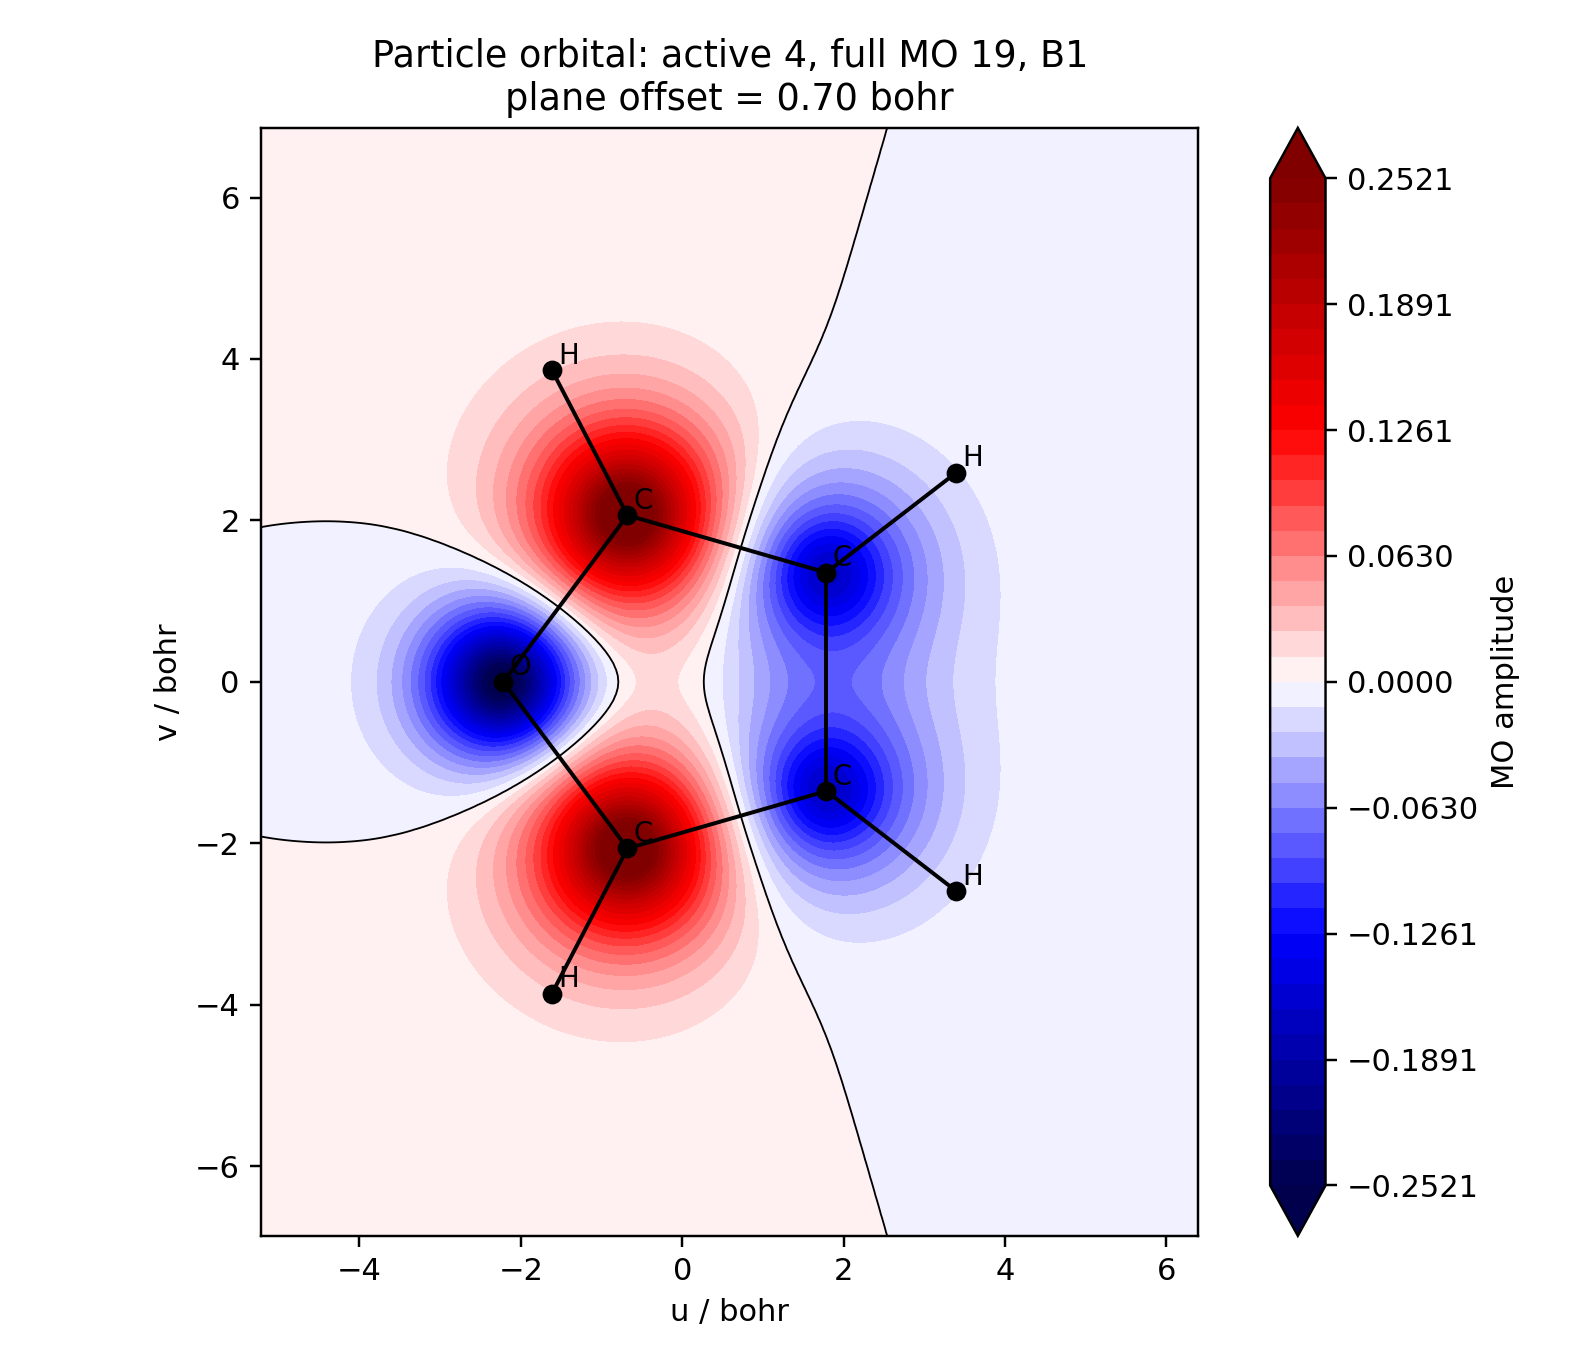 Particle orbital: active 4, full MO 19, B1
plane offset = 0.70 bohr
6
4
2
0
−2
−4
−6
v / bohr
H
C
H
C
O
C
C
H
H
−4
−2
0
2
4
6
u / bohr
0.2521
0.1891
0.1261
0.0630
0.0000
−0.0630
−0.1261
−0.1891
−0.2521
MO amplitude